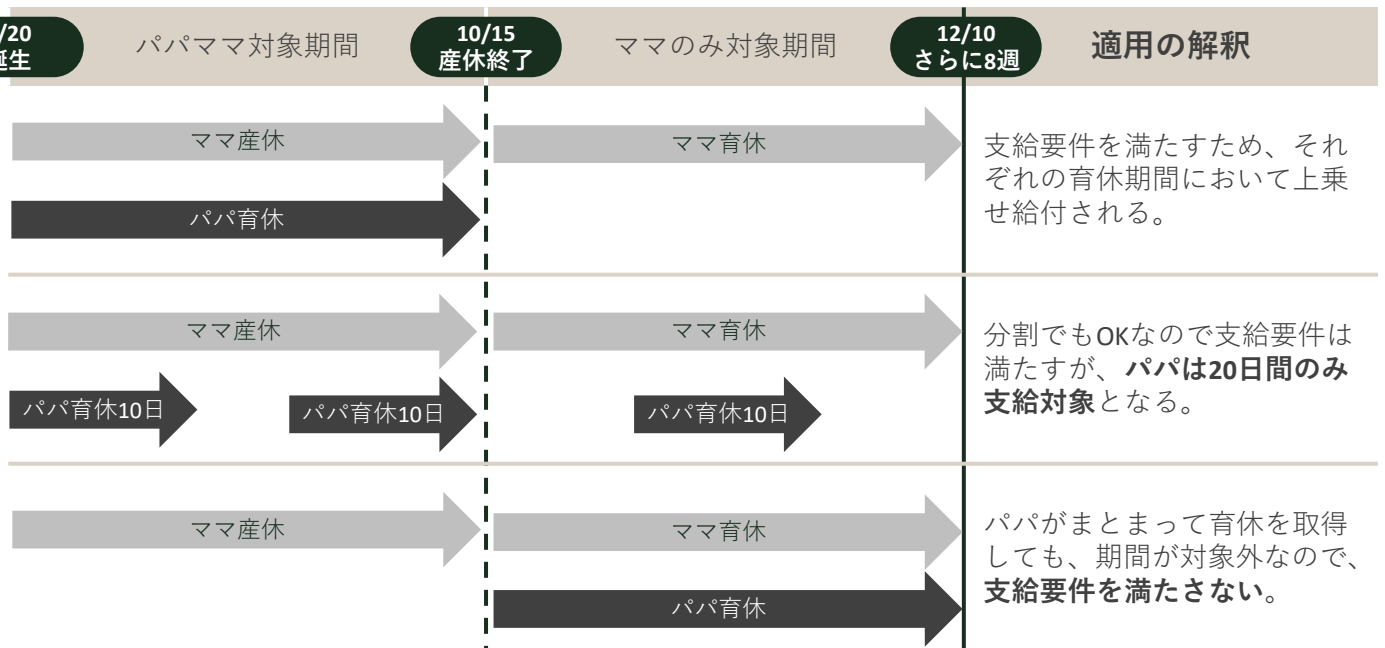 /20
誕生
パパママ対象期間
10/15
産休終了
ママのみ対象期間
12/10
さらに8週
適用の解釈
ママ産休
ママ育休
パパ育休
支給要件を満たすため、それ
ぞれの育休期間において上乗
せ給付される。
ママ産休
ママ育休
パパ育休10日
パパ育休10日
パパ育休10日
分割でもOKなので支給要件は
満たすが、パパは20日間のみ
支給対象となる。
ママ産休
ママ育休
パパ育休
パパがまとまって育休を取得
しても、期間が対象外なので、
支給要件を満たさない。